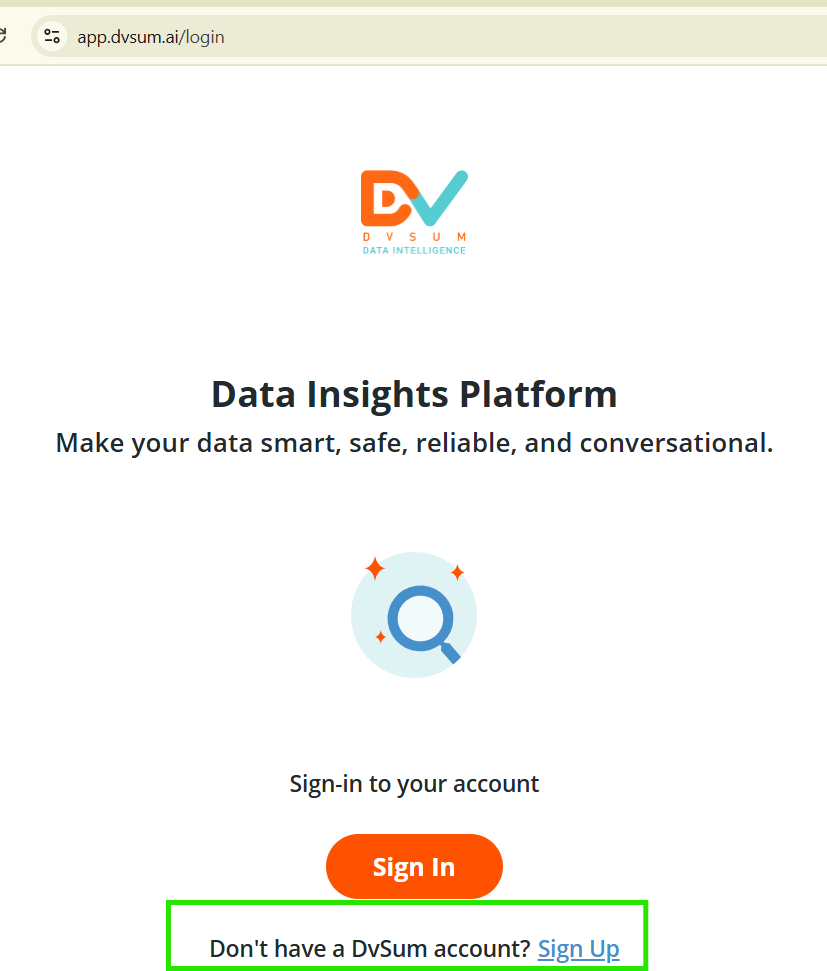 app.dvsum.ai/login
DV
DVSUM
DATA INTELLIGENCE
Data Insights Platform
Make your data smart, safe, reliable, and conversational.
Sign-in to your account
Sign In
Don't have a DvSum account? Sign Up